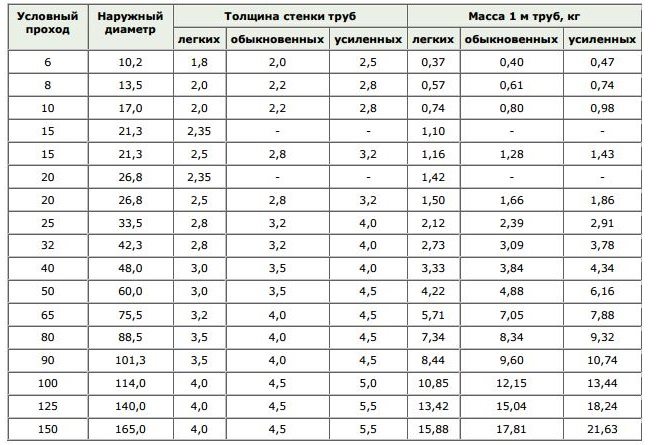 Условный проход Наружный диаметр Толщина стенки труб Масса 1 м труб, кг
легких обыкновенных усиленных легких обыкновенных усиленных
6 10,2 1,8 2,0 2,5 0,37 0,40 0,47
8 13,5 2,0 2,2 2,8 0,57 0,61 0,74
10 17,0 2,0 2,2 2,8 0,74 0,80 0,98
15 21,3 2,35 - - 1,10 - -
15 21,3 2,5 2,8 3,2 1,16 1,28 1,43
20 26,8 2,35 - - 1,42 - -
20 26,8 2,5 2,8 3,2 1,50 1,66 1,86
25 33,5 2,8 3,2 4,0 2,12 2,39 2,91
32 42,3 2,8 3,2 4,0 2,73 3,09 3,78
40 48,0 3,0 3,5 4,0 3,33 3,84 4,34
50 60,0 3,0 3,5 4,5 4,22 4,88 6,16
65 75,5 3,2 4,0 4,5 5,71 7,05 7,88
80 88,5 3,5 4,0 4,5 7,34 8,34 9,32
90 101,3 3,5 4,0 4,5 8,44 9,60 10,74
100 114,0 4,0 4,5 5,0 10,85 12,15 13,44
125 140,0 4,0 4,5 5,5 13,42 15,04 18,24
150 165,0 4,0 4,5 5,5 15,88 17,81 21,63